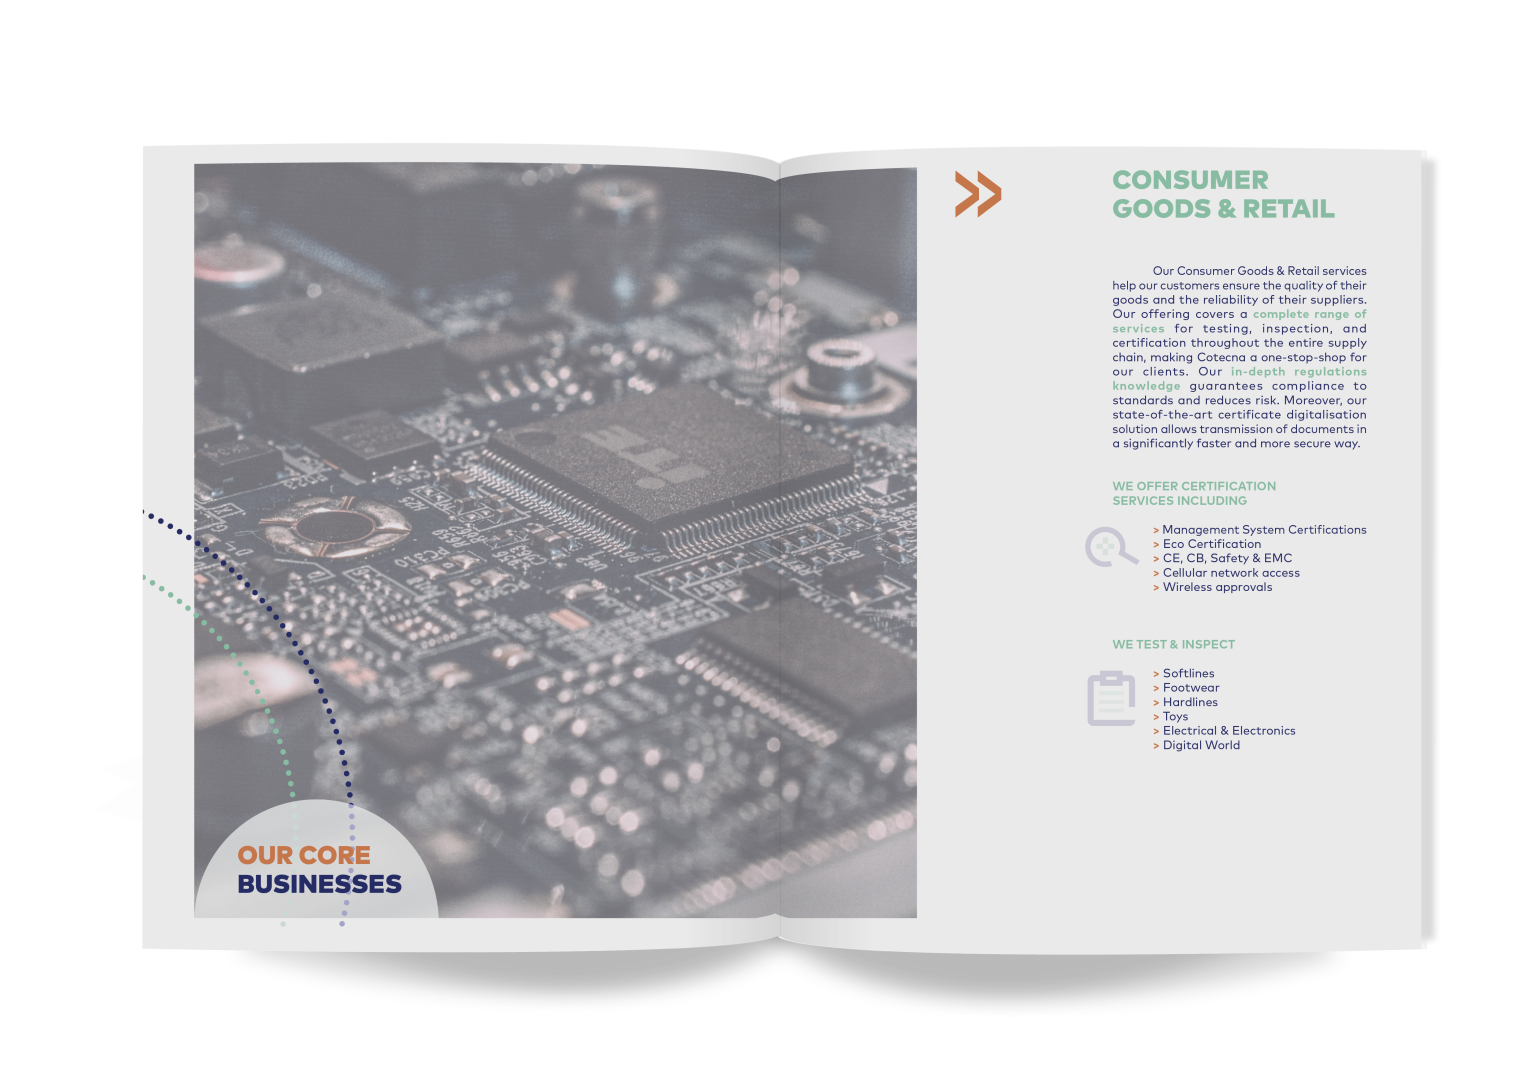 OUR CORE
BUSINESSES
CONSUMER
GOODS & RETAIL
Our Consumer Goods & Retail services
help our customers ensure the quality of their
goods and the reliability of their suppliers.
Our offering covers a complete range of
services for testing, inspection, and
certification throughout the entire supply
chain, making Cotecna a one-stop-shop for
our clients. Our in-depth regulations
knowledge guarantees compliance to
standards and reduces risk. Moreover, our
state-of-the-art certificate digitalisation
solution allows transmission of documents in
a significantly faster and more secure way.
WE OFFER CERTIFICATION
SERVICES INCLUDING
> Management System Certifications
> Eco Certification
> CE, CB, Safety & EMC
> Cellular network access
> Wireless approvals
WE TEST & INSPECT
> Softlines
> Footwear
> Hardlines
> Toys
> Electrical & Electronics
> Digital World